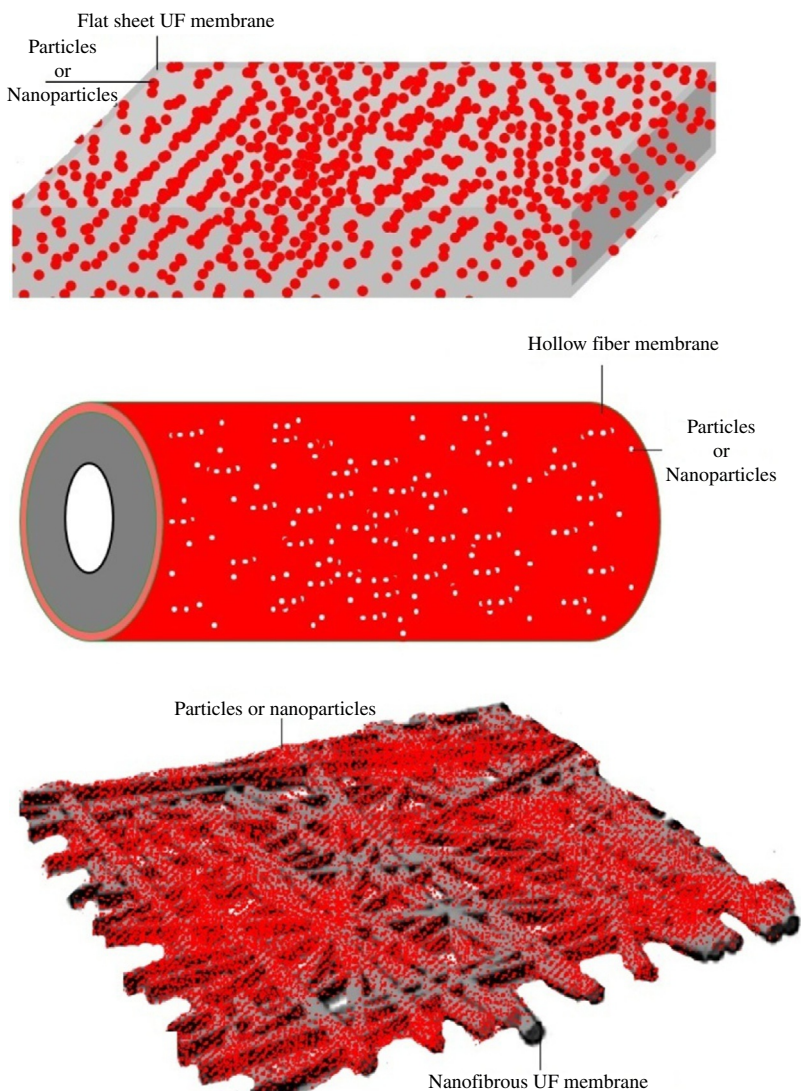 Flat sheet UF membrane
Particles
or
Nanoparticles
Hollow fiber membrane
Particles
or
Nanoparticles
Particles or nanoparticles
Nanofibrous UF membrane